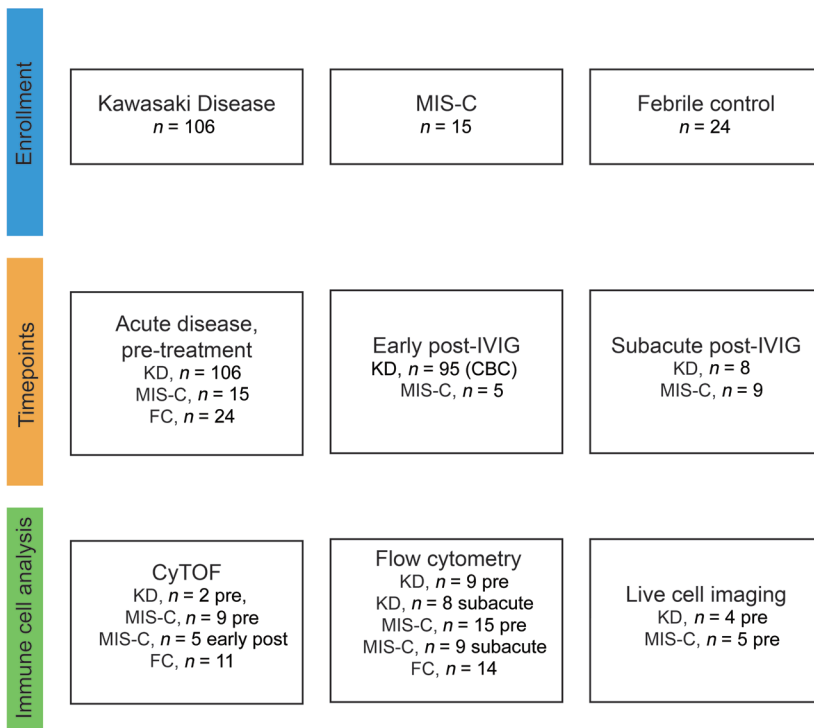 Enrollment
Kawasaki Disease
n = 106
MIS-C
n = 15
Febrile control
n = 24
Timepoints
Acute disease,
pre-treatment
KD, n = 106
MIS-C, n = 15
FC, n = 24
Early post-IVIG
KD, n = 95 (CBC)
MIS-C, n = 5
Subacute post-IVIG
KD, n = 8
MIS-C, n = 9
Immune cell analysis
CyTOF
KD, n = 2 pre,
MIS-C, n = 9 pre
MIS-C, n = 5 early post
FC, n = 11
Flow cytometry
KD, n = 9 pre
KD, n = 8 subacute
MIS-C, n = 15 pre
MIS-C, n = 9 subacute
FC, n = 14
Live cell imaging
KD, n = 4 pre
MIS-C, n = 5 pre